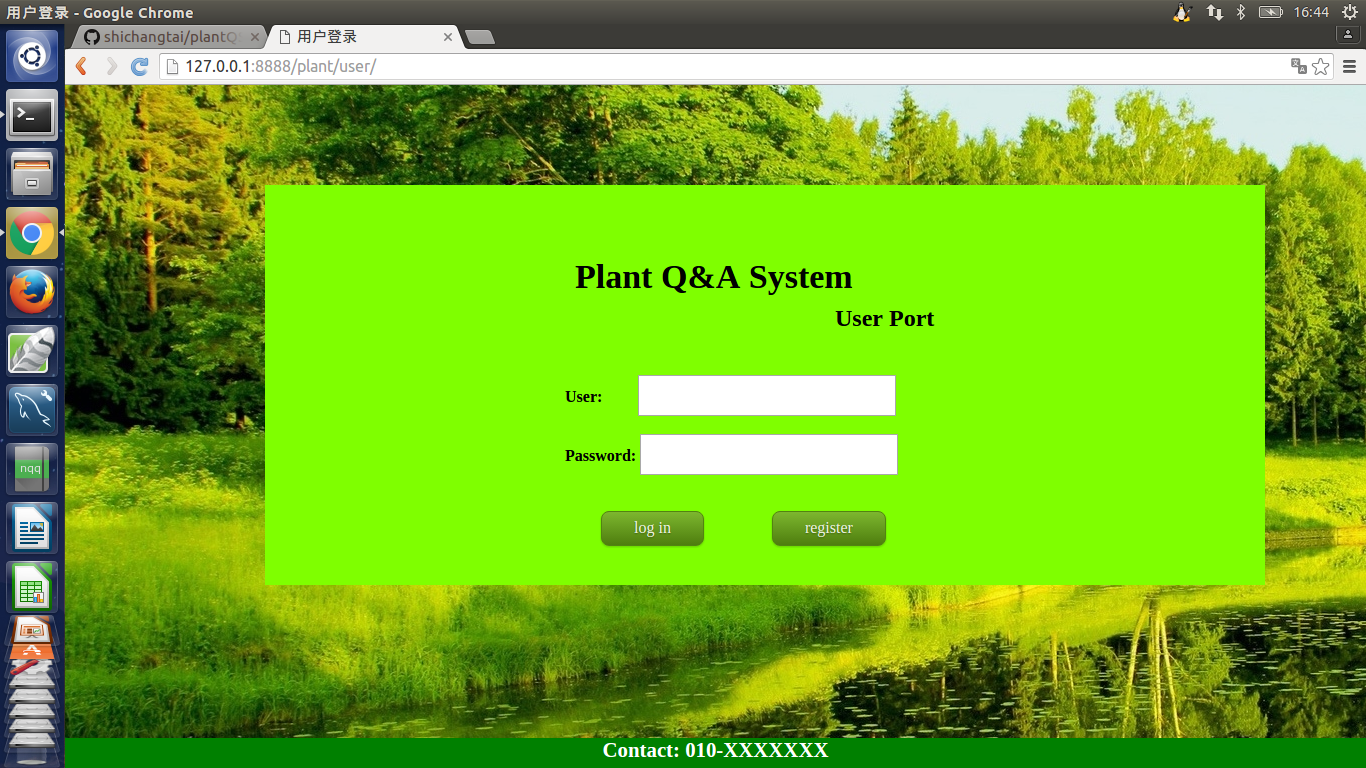 用户登录 - Google Chrome
16:44
shichangtai/plantQ
用户登录
127.0.0.1:8888/plant/user/
Plant Q&A System
User Port
User:
Password:
log in
register
nqq
Contact: 010-XXXXXXX